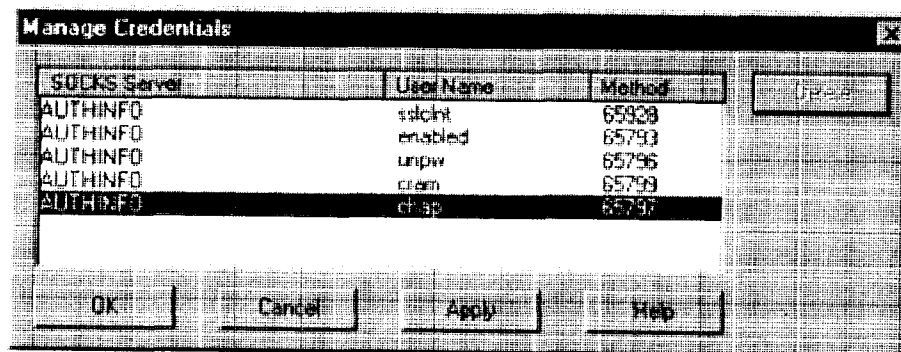 Manage Credentials
SOCKS Server User Name Method
AUTHINFO sslclnt 65928
AUTHINFO enabled 65793
AUTHINFO unpw 65796
AUTHINFO cram 65799
AUTHINFO chap 65797
OK Cancel Apply Help